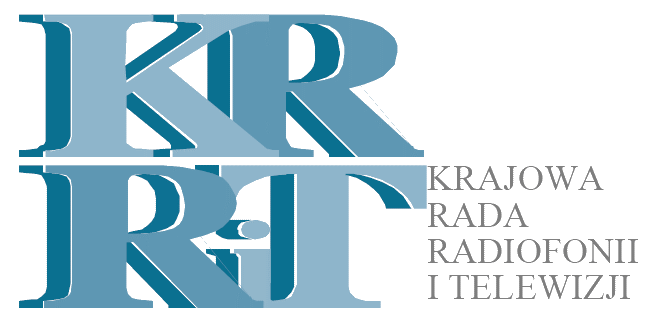 KR
RiT
KRAJOWA
RADA
RADIOFONII
I TELEWIZJI